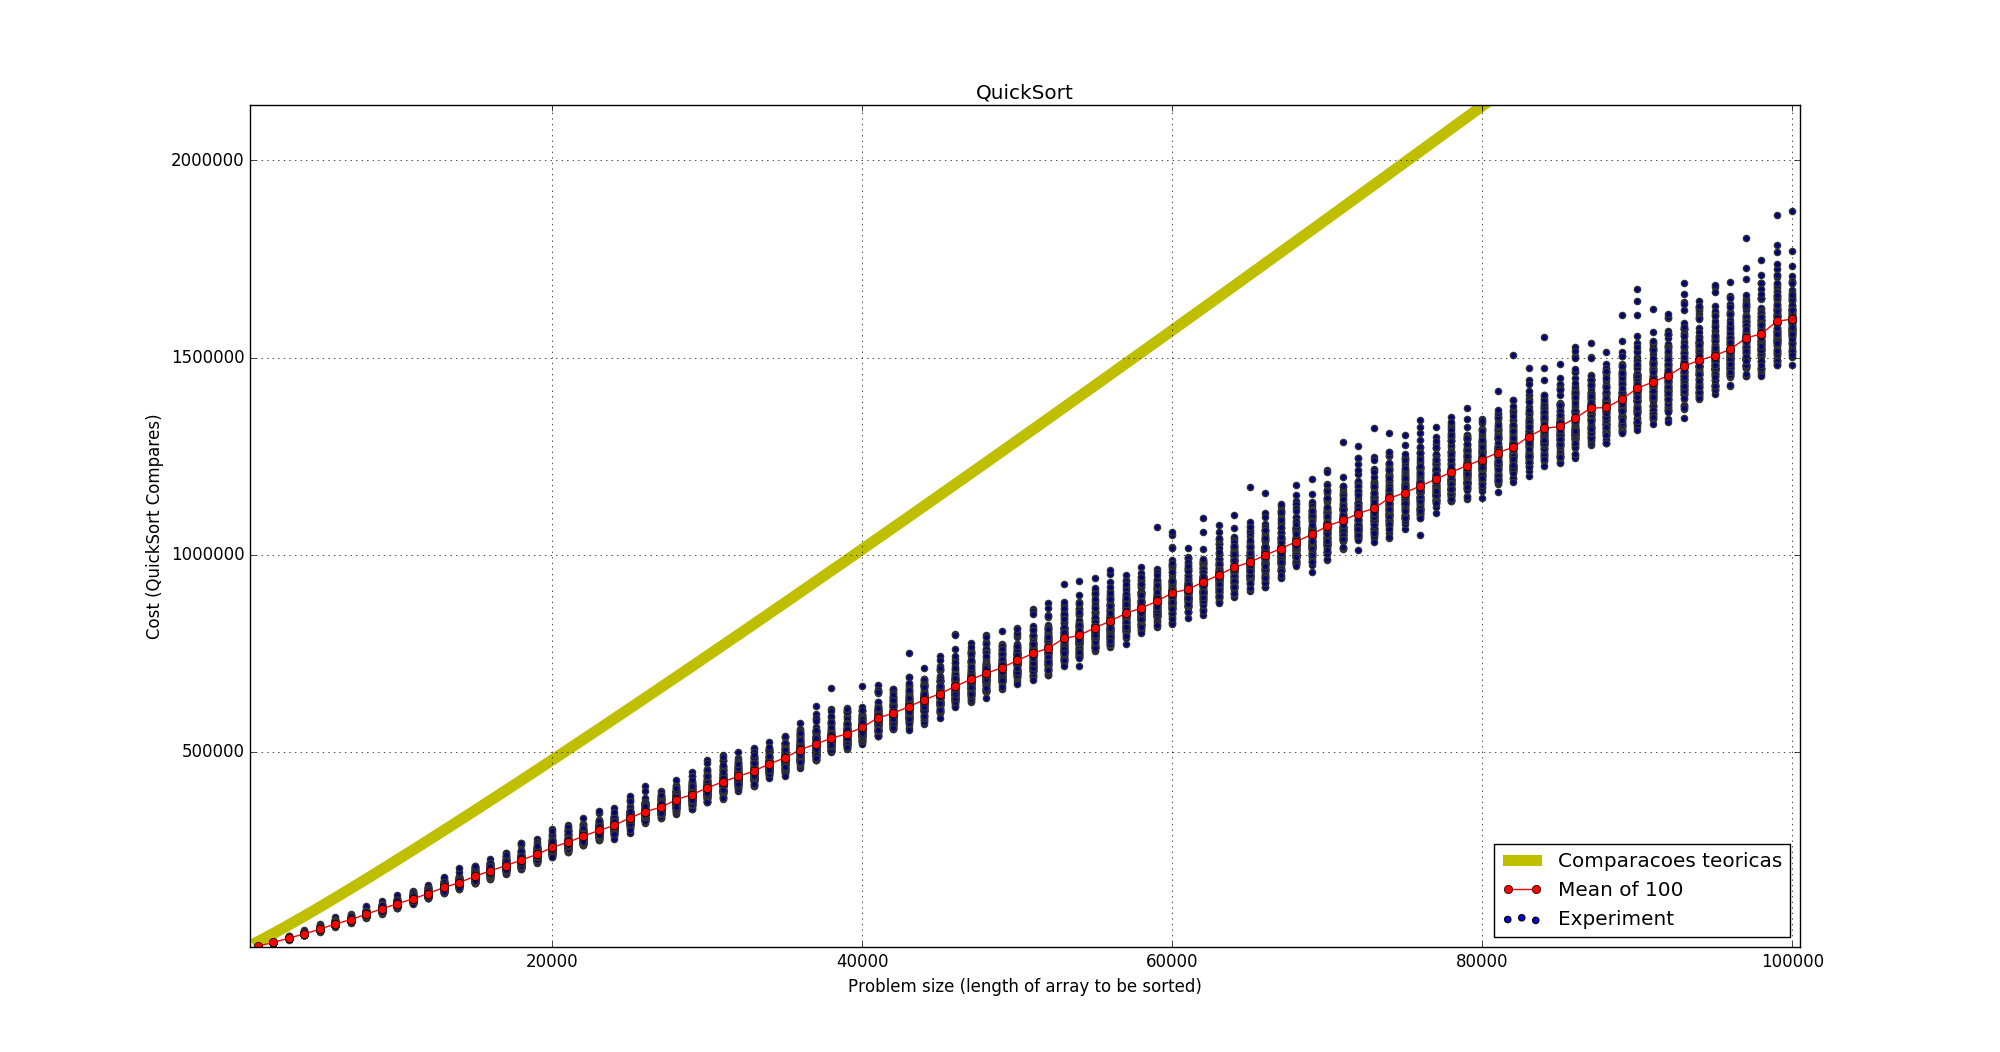 QuickSort
2000000
1500000
1000000
500000
Cost (QuickSort Compares)
20000 40000 60000 80000 100000
Problem size (length of array to be sorted)
Comparacoes teoricas
Mean of 100
Experiment